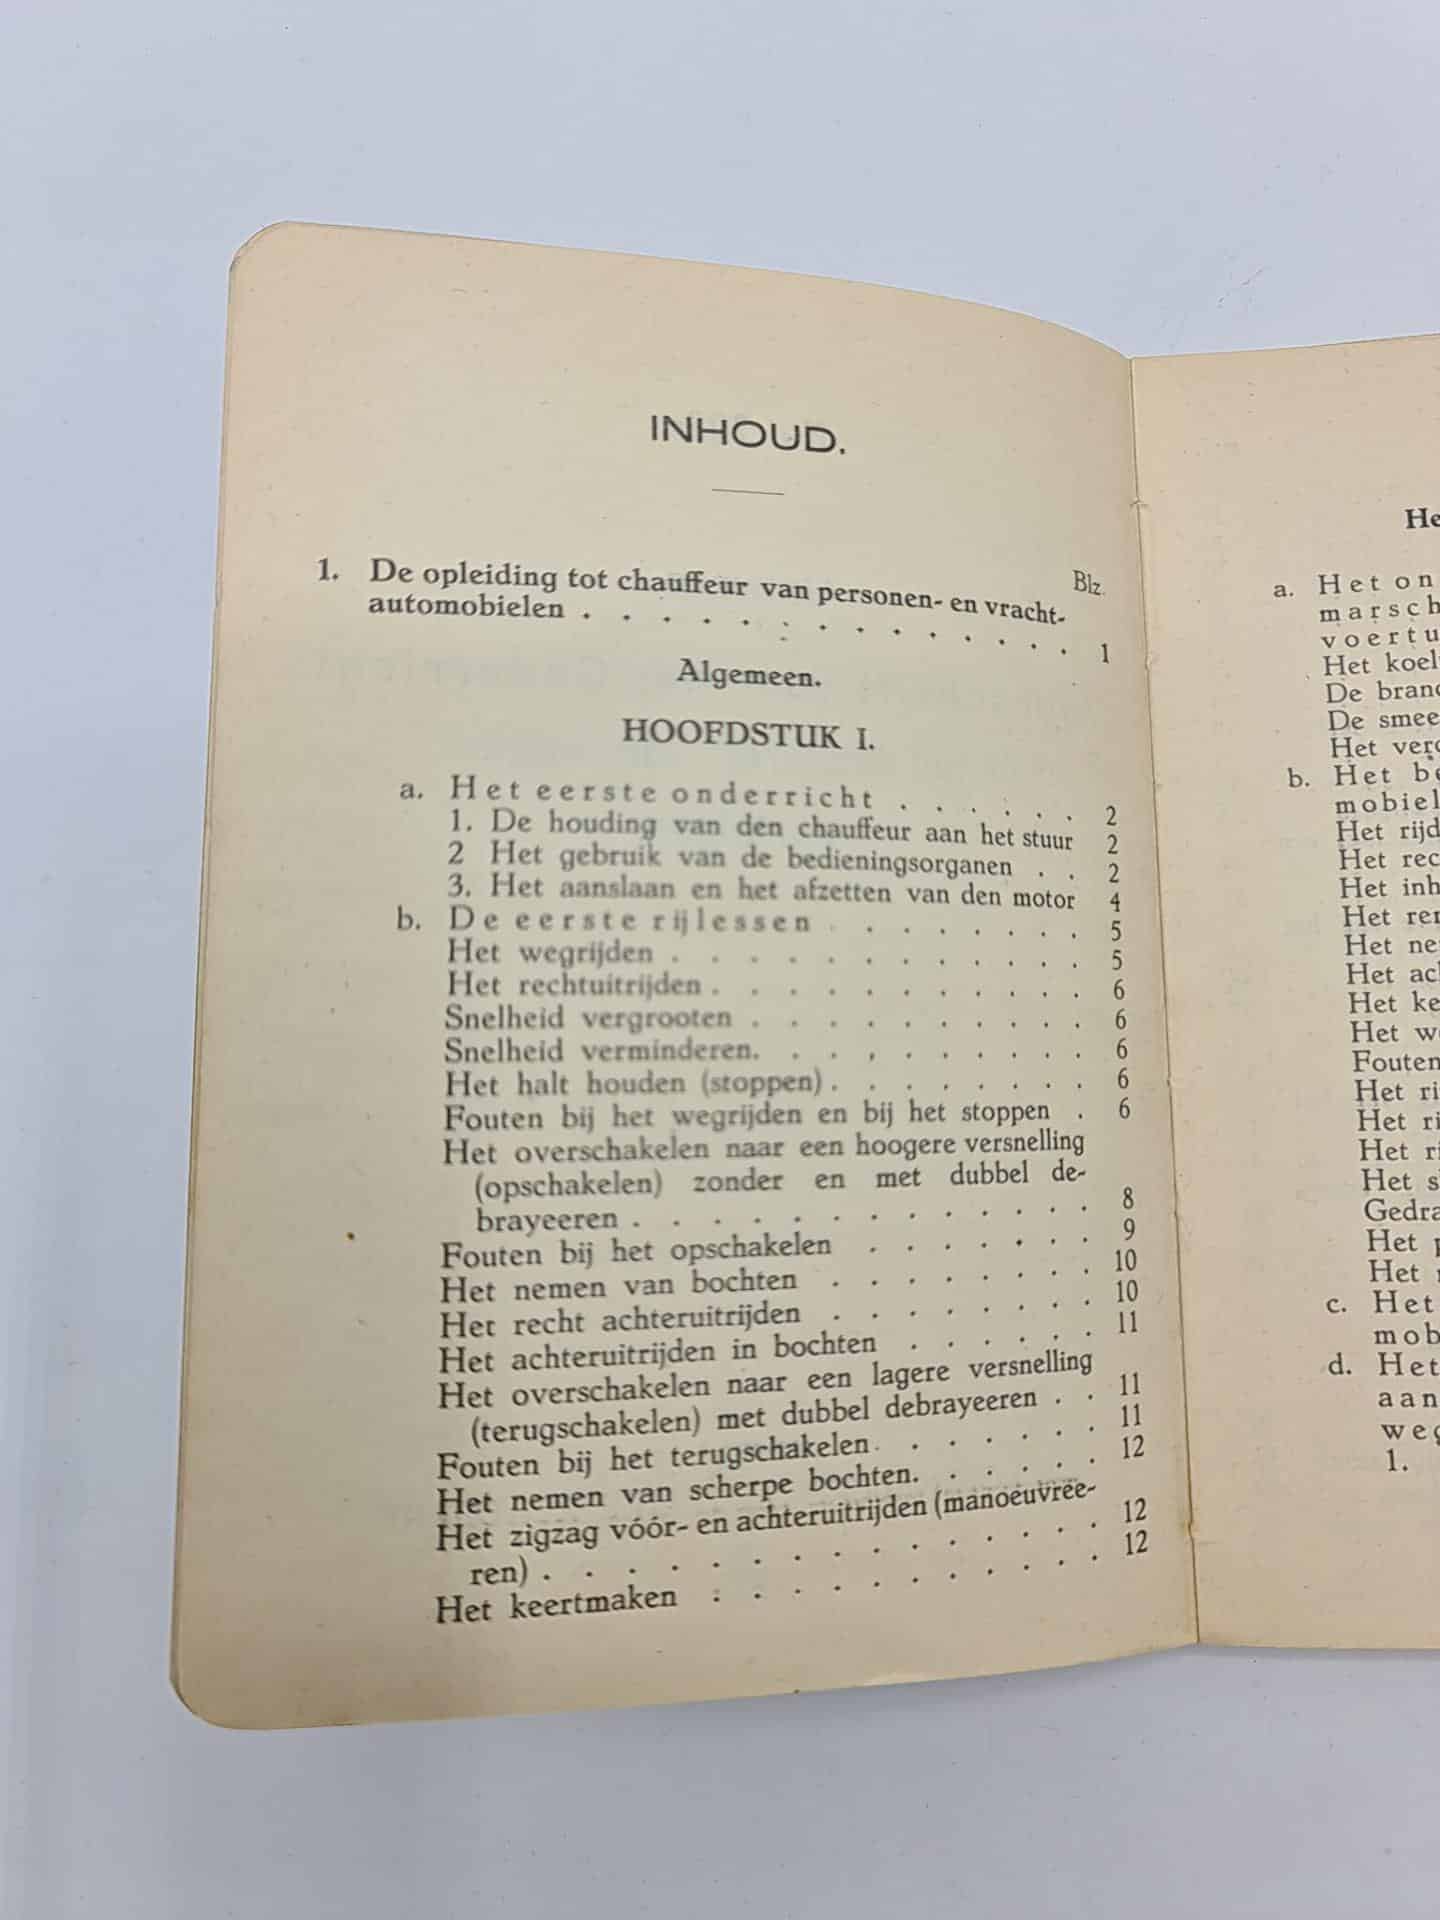 INHOUD.
Blz.
1. De opleiding tot chauffeur van personen- en vracht-
automobielen . . . . . . . . . . . . . . 1
Algemeen.
HOOFDSTUK I.
a. Het eerste onderricht . . . . . . 2
1. De houding van den chauffeur aan het stuur 2
2 Het gebruik van de bedieningsorganen . . 2
3. Het aanslaan en het afzetten van den motor 4
b. De eerste rijlessen . . . . . . . 5
Het wegrijden . . . . . . . . . . . 5
Het rechtuitrijden . . . . . . . . . . 6
Snelheid vergrooten . . . . . . . . . 6
Snelheid verminderen. . . . . . . . . 6
Het halt houden (stoppen) . . . . . . . 6
Fouten bij het wegrijden en bij het stoppen . 6
Het overschakelen naar een hoogere versnelling
(opschakelen) zonder en met dubbel de-
brayeeren . . . . . . . . . . . . 8
Fouten bij het opschakelen . . . . . . 9
Het nemen van bochten . . . . . . . 10
Het recht achteruitrijden . . . . . . . 10
Het achteruitrijden in bochten . . . . . . 11
Het overschakelen naar een lagere versnelling
(terugschakelen) met dubbel debrayeeren . . 11
Fouten bij het terugschakelen . . . . . . 11
Het nemen van scherpe bochten. . . . . . 12
Het zigzag vóór- en achteruitrijden (manoeuvree-
ren) . . . . . . . . . . . . . 12
Het keertmaken . . . . . . . . . . 12
He
a. Het on
marsch
voertu
Het koel
De brand
De smee
Het verg
b. Het be
mobiel
Het rijd
Het rec
Het inh
Het rem
Het ne
Het ac
Het ke
Het we
Fouten
Het ri
Het ri
Het ri
Het s
Gedra
Het p
Het
c. Het
mob
d. Het
aan
weg
1.